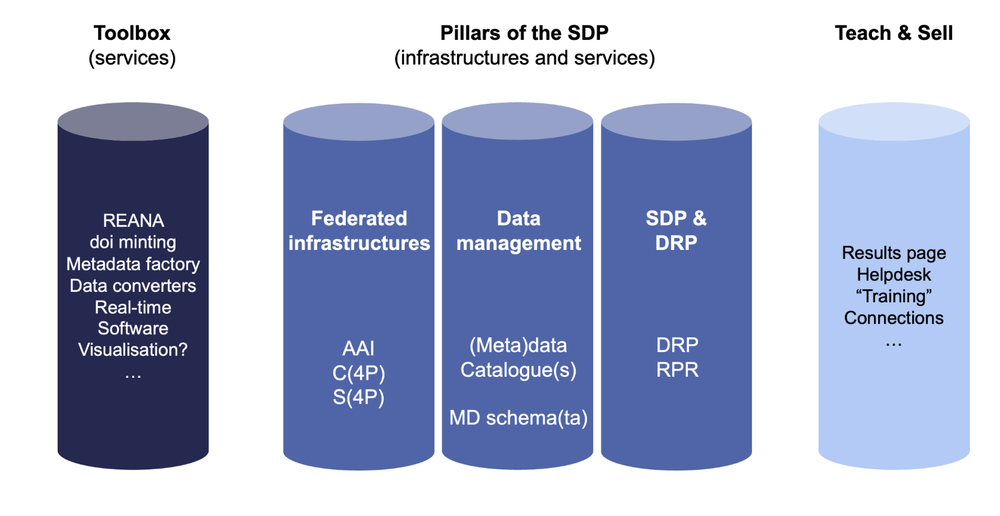 Toolbox
(services)
REANA
doi minting
Metadata factory
Data converters
Real-time
Software
Visualisation?
…
Pillars of the SDP
(infrastructures and services)
Federated
infrastructures
AAI
C(4P)
S(4P)
Data
management
(Meta)data
Catalogue(s)
MD schema(ta)
SDP &
DRP
DRP
RPR
Teach & Sell
Results page
Helpdesk
“Training”
Connections
…